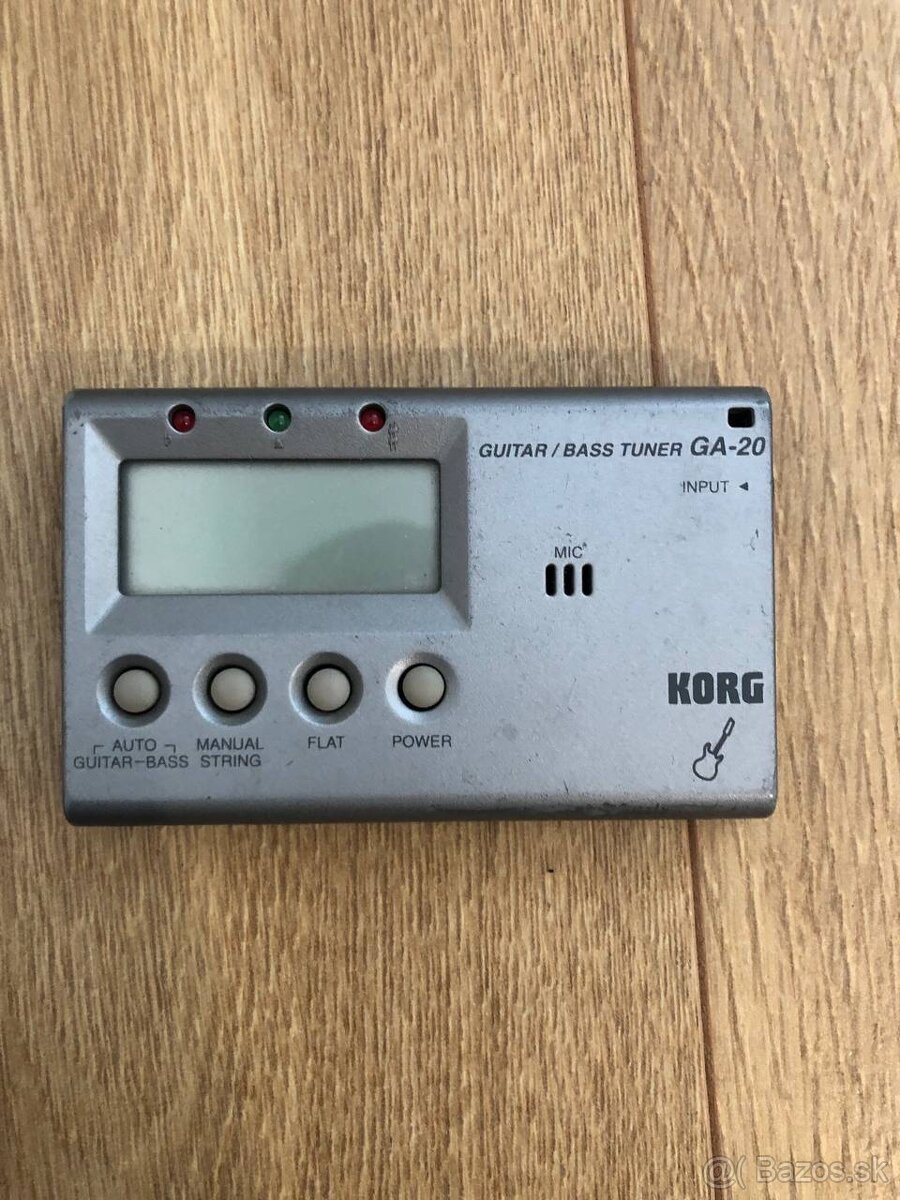 GUITAR / BASS TUNER GA-20
INPUT ◄
MIC
KORG
AUTO
GUITAR-BASS
MANUAL
STRING
FLAT
POWER
@( Bazos.sk